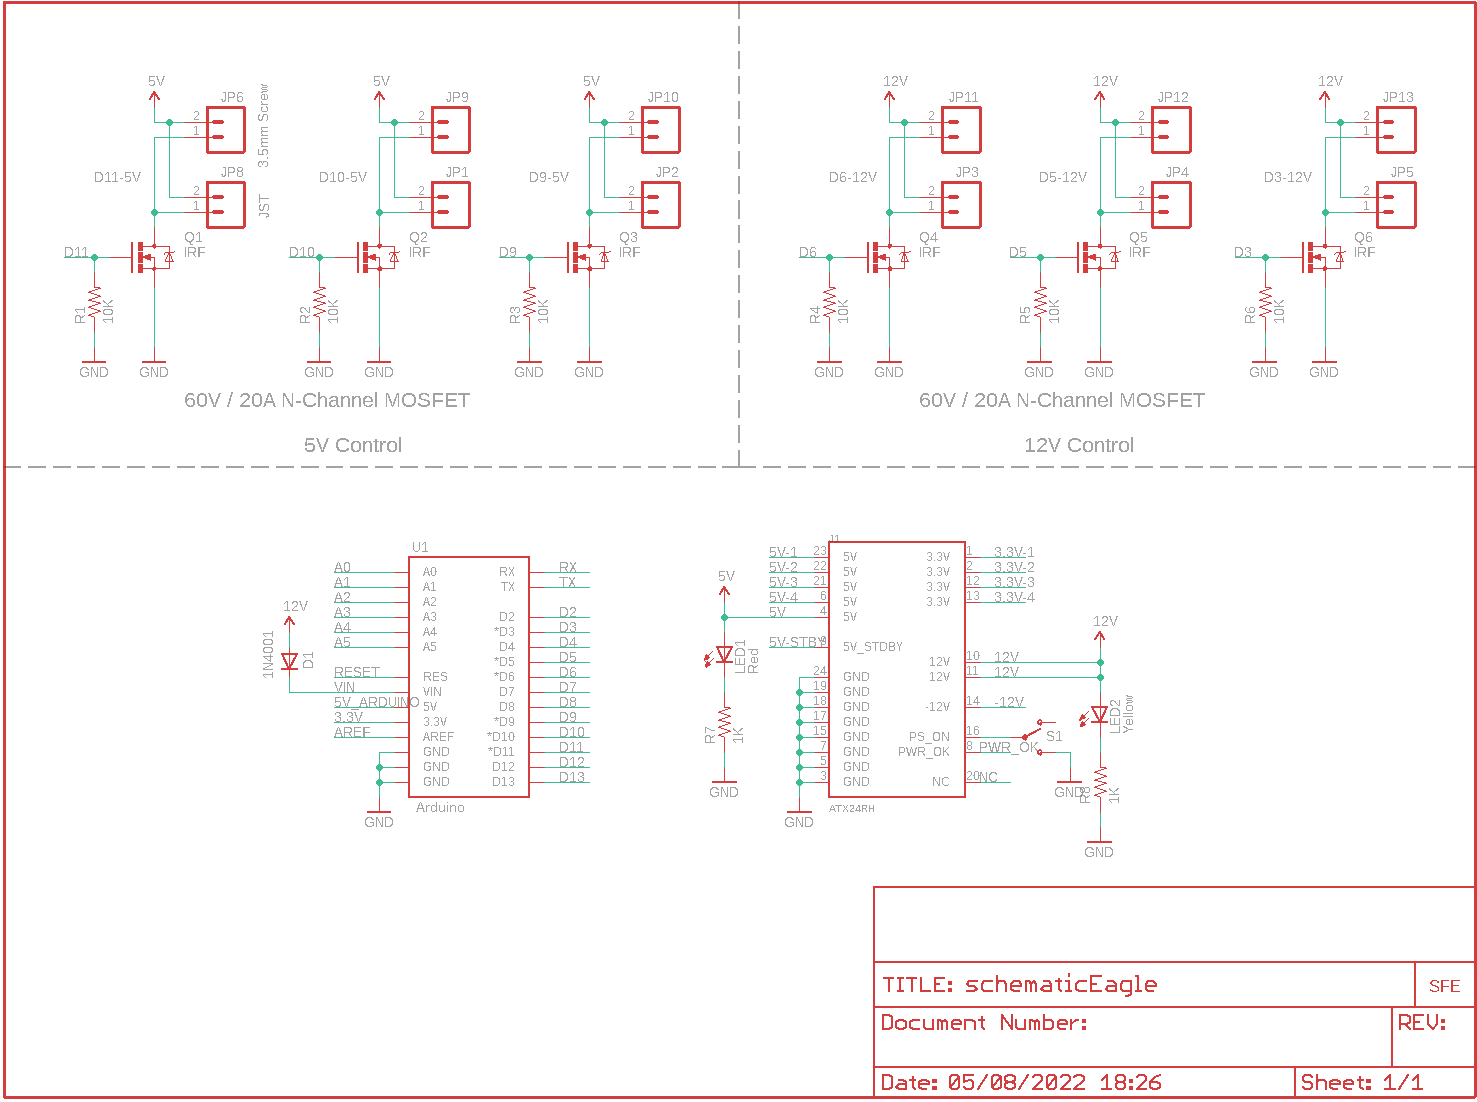 5V 5V 5V 12V 12V 12V
JP6 JP9 JP10 JP11 JP12 JP13
2 2 2 2 2 2
1 1 1 1 1 1
3.5mm Screw
D11-5V D10-5V D9-5V D6-12V D5-12V D3-12V
JP8 JP1 JP2 JP3 JP4 JP5
2 2 2 2 2 2
1 1 1 1 1 1
JST
Q1 Q2 Q3 Q4 Q5 Q6
D11 IRF D10 IRF D9 IRF D6 IRF D5 IRF D3 IRF
R1 10K R2 10K R3 10K R4 10K R5 10K R6 10K
GND GND GND GND GND GND GND GND GND GND GND GND
60V / 20A N-Channel MOSFET 60V / 20A N-Channel MOSFET
5V Control 12V Control
U1
A0 A0 RX RX
A1 A1 TX TX
A2 A2
A3 A3 D2 D2
A4 A4 *D3 D3
A5 A5 D4 D4
*D5 D5
RESET RES *D6 D6
VIN VIN D7 D7
5V_ARDUINO 5V D8 D8
3.3V 3.3V *D9 D9
AREF AREF *D10 D10
GND *D11 D11
GND D12 D12
GND D13 D13
Arduino
GND
12V
1N4001
D1
J1
5V-1 23 5V 3.3V 1 3.3V-1
5V-2 22 5V 3.3V 2 3.3V-2
5V-3 21 5V 3.3V 12 3.3V-3
5V-4 6 5V 3.3V 13 3.3V-4
5V 4 5V
5V-STBY 9 5V_STDBY
12V 10 12V
24 GND 12V 11 12V
19 GND
18 GND -12V 14 -12V
17 GND
15 GND PS_ON 16
7 GND PWR_OK 8 PWR_OK
5 GND
3 GND NC 20 NC
ATX24RH
GND
5V
LED1
Red
R7
1K
GND
S1
GND
12V
LED2
Yellow
R8
1K
GND
TITLE: schematicEagle
SFE
Document Number:
REV:
Date: 05/08/2022 18:26
Sheet: 1/1